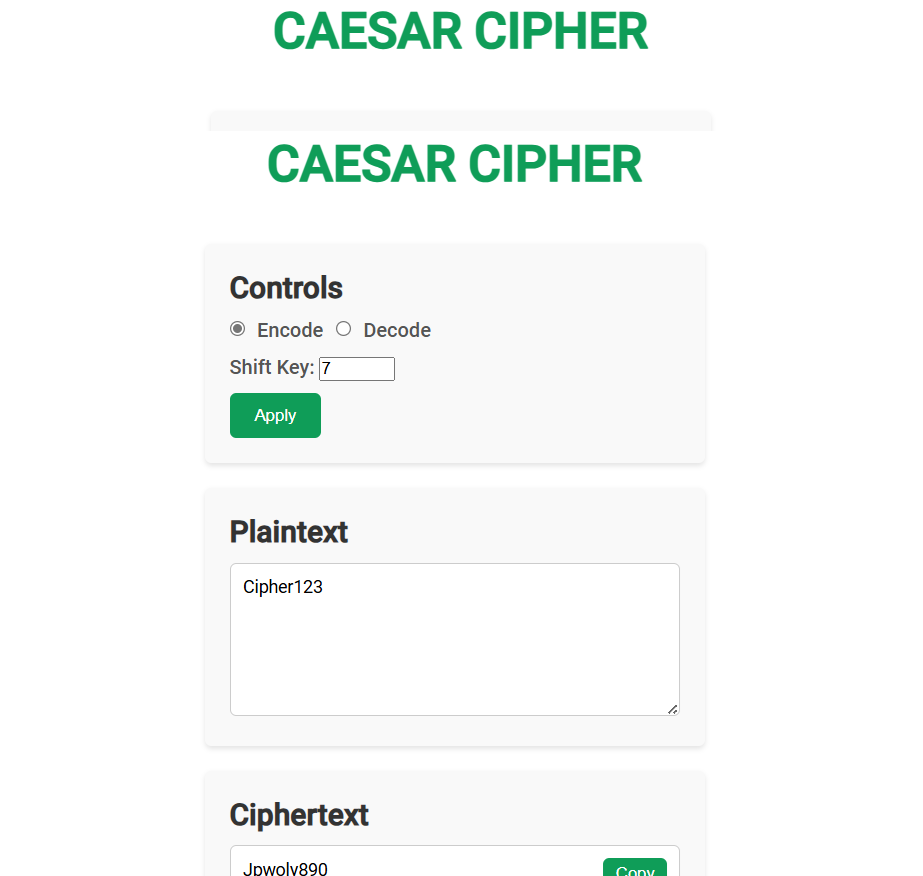 CAESAR CIPHER
CAESAR CIPHER
Controls
Encode Decode
Shift Key: 7
Apply
Plaintext
Cipher123
Ciphertext
Jpwoly890 Copy